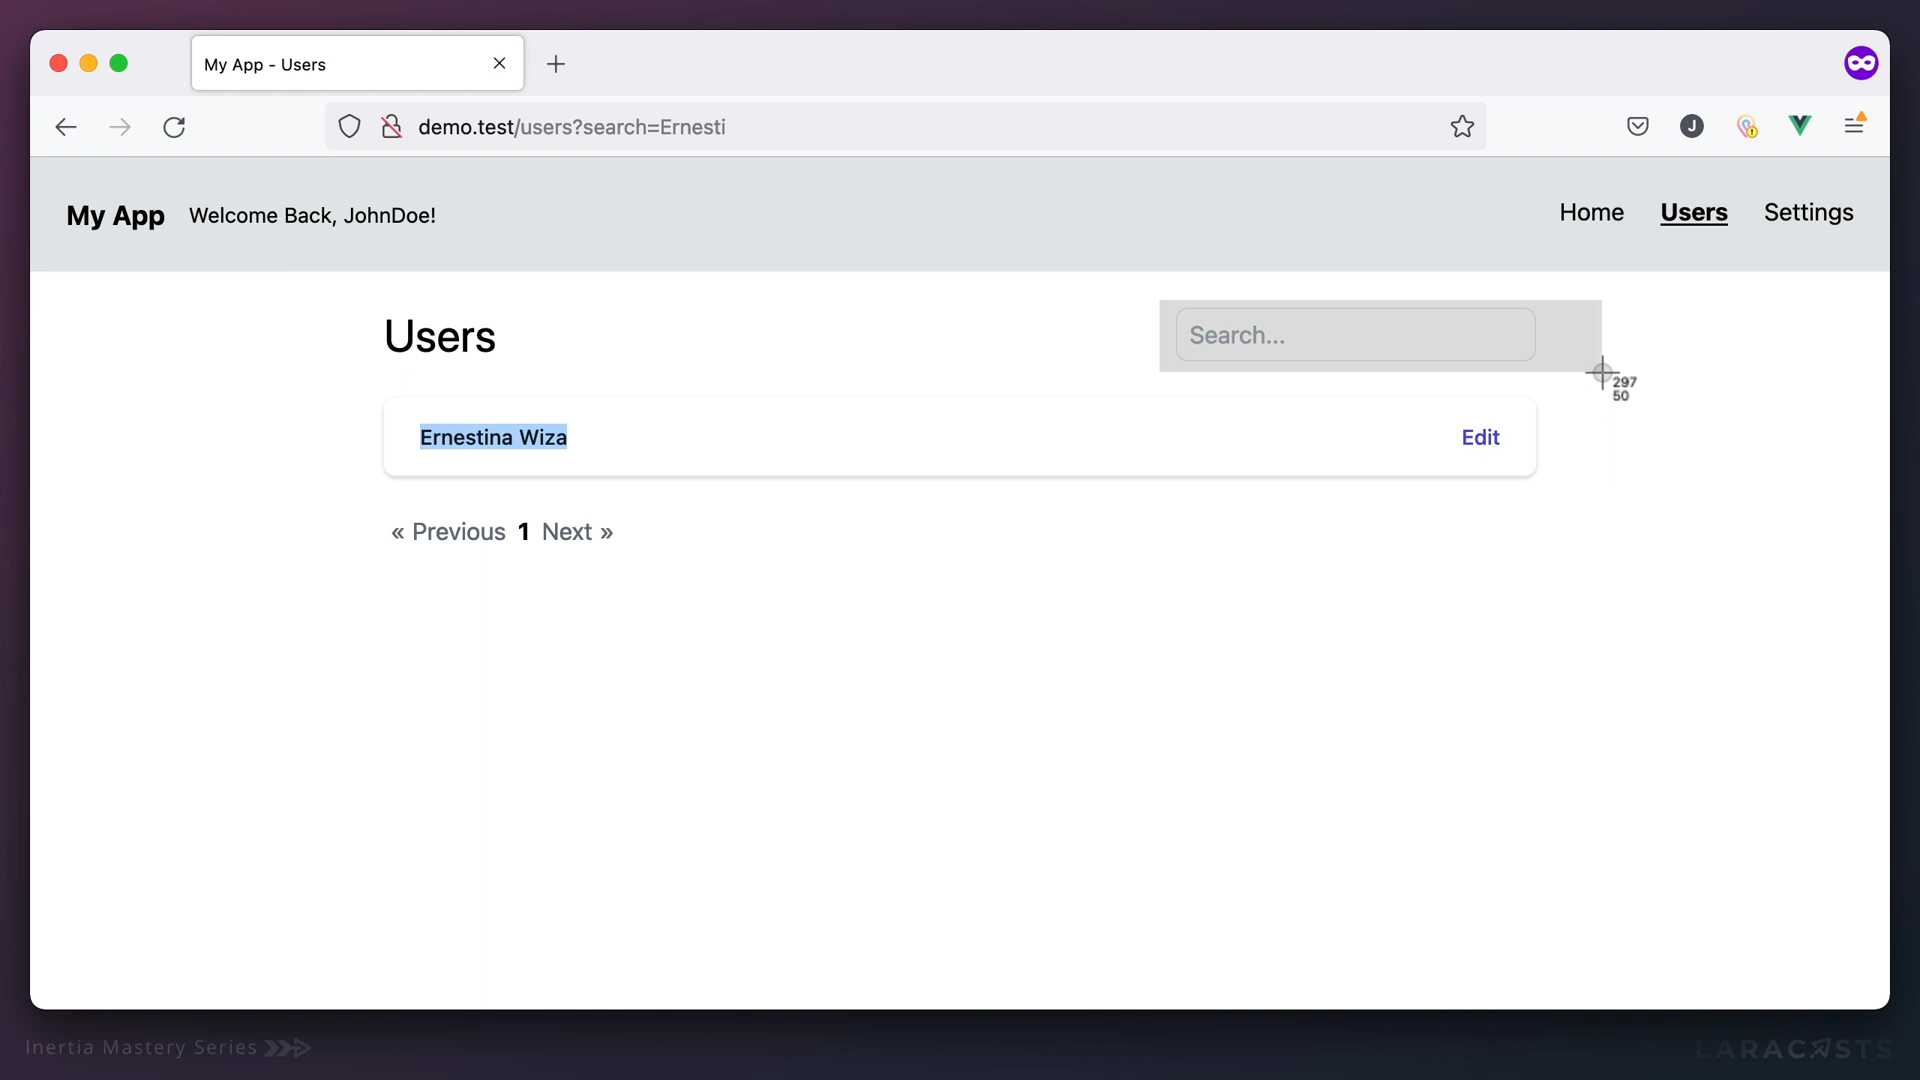 My App - Users
demo.test/users?search=Ernesti
J
My App Welcome Back, JohnDoe!
Home Users Settings
Users
Search...
297
50
Ernestina Wiza Edit
« Previous 1 Next »
Inertia Mastery Series
LARACASTS